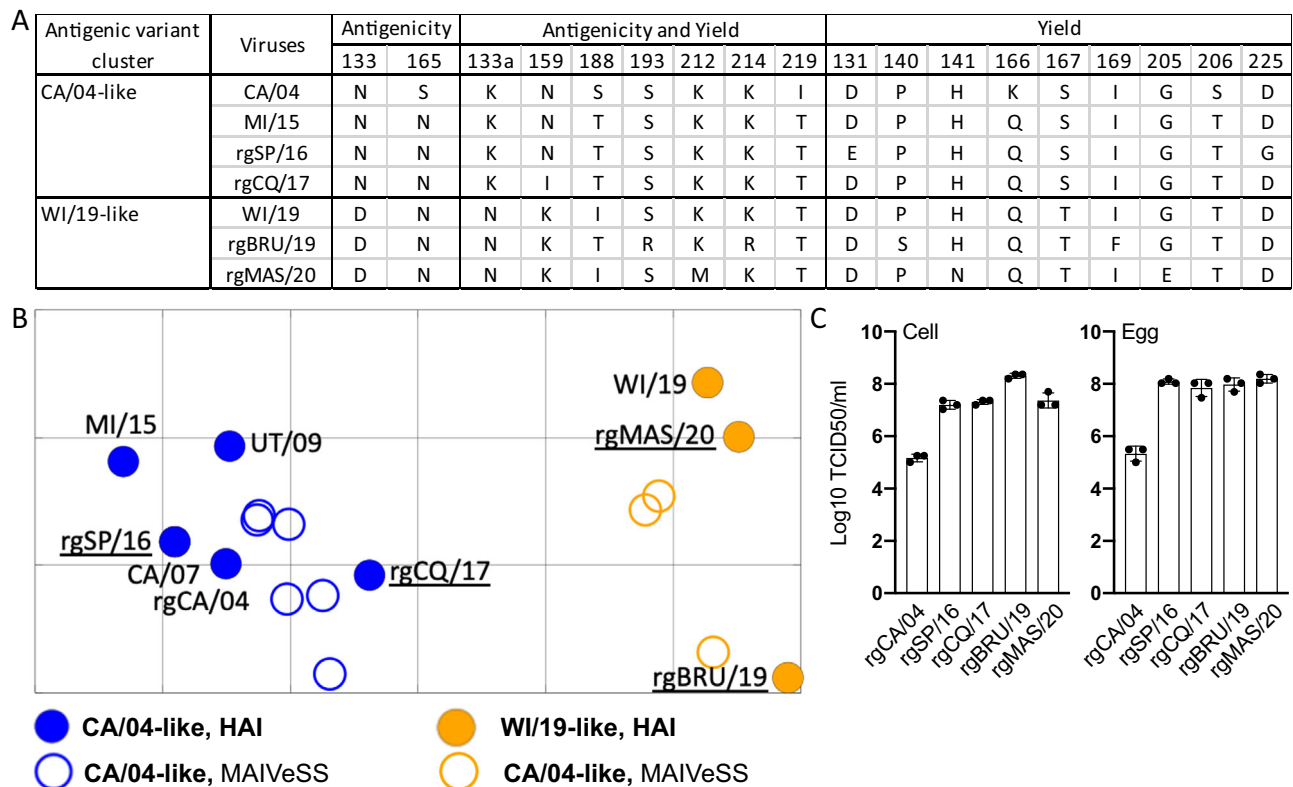 A
Antigenic variant cluster Viruses Antigenicity Antigenicity and Yield Yield
133 165 133a 159 188 193 212 214 219 131 140 141 166 167 169 205 206 225
CA/04-like CA/04 N S K N S S K K I D P H K S I G S D
MI/15 N N K N T S K K T D P H Q S I G T D
rgSP/16 N N K N T S K K T E P H Q S I G T G
rgCQ/17 N N K I T S K K T D P H Q S I G T D
WI/19-like WI/19 D N N K I S K K T D P H Q T I G T D
rgBRU/19 D N N K T R K R T D S H Q T F G T D
rgMAS/20 D N N K I S M K T D P N Q T I E T D
B
WI/19
MI/15
UT/09
rgMAS/20
rgSP/16
CA/07
rgCQ/17
rgCA/04
rgBRU/19
CA/04-like, HAI
WI/19-like, HAI
CA/04-like, MAIVeSS
CA/04-like, MAIVeSS
C
Log10 TCID50/ml
10
8
6
4
2
0
Cell
rgCA/04
rgSP/16
rgCQ/17
rgBRU/19
rgMAS/20
10
8
6
4
2
0
Egg
rgCA/04
rgSP/16
rgCQ/17
rgBRU/19
rgMAS/20